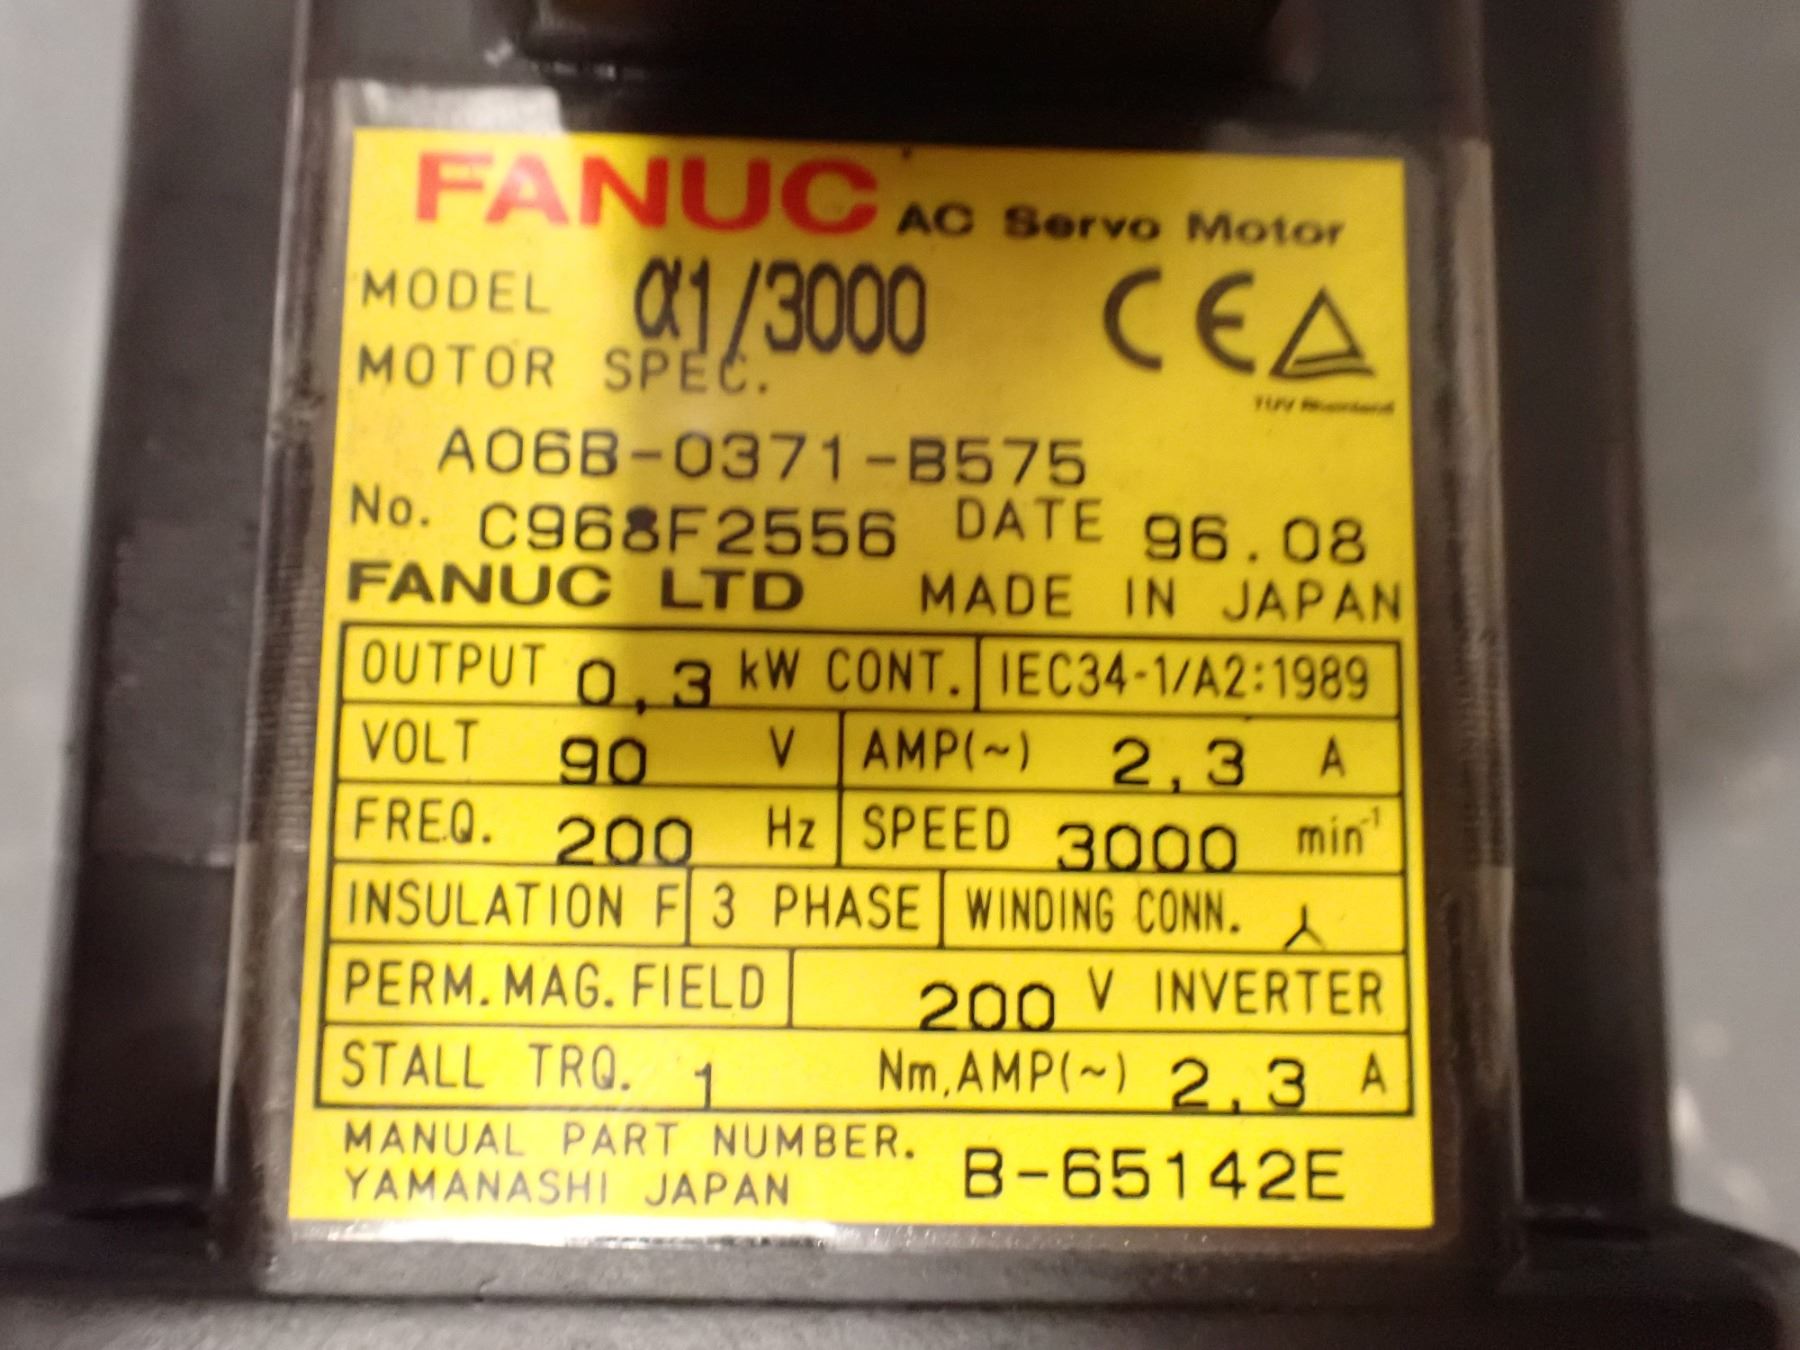 FANUC AC Servo Motor
MODEL α1/3000
CE
MOTOR SPEC.
TÜV Rheinland
A06B-0371-B575
No. C968F2556 DATE 96.08
FANUC LTD MADE IN JAPAN
OUTPUT 0,3 kW CONT. IEC34-1/A2:1989
VOLT 90 V AMP(~) 2,3 A
FREQ. 200 Hz SPEED 3000 min⁻¹
INSULATION F 3 PHASE WINDING CONN.
PERM.MAG.FIELD 200 V INVERTER
STALL TRQ. 1 Nm,AMP(~) 2,3 A
MANUAL PART NUMBER. B-65142E
YAMANASHI JAPAN